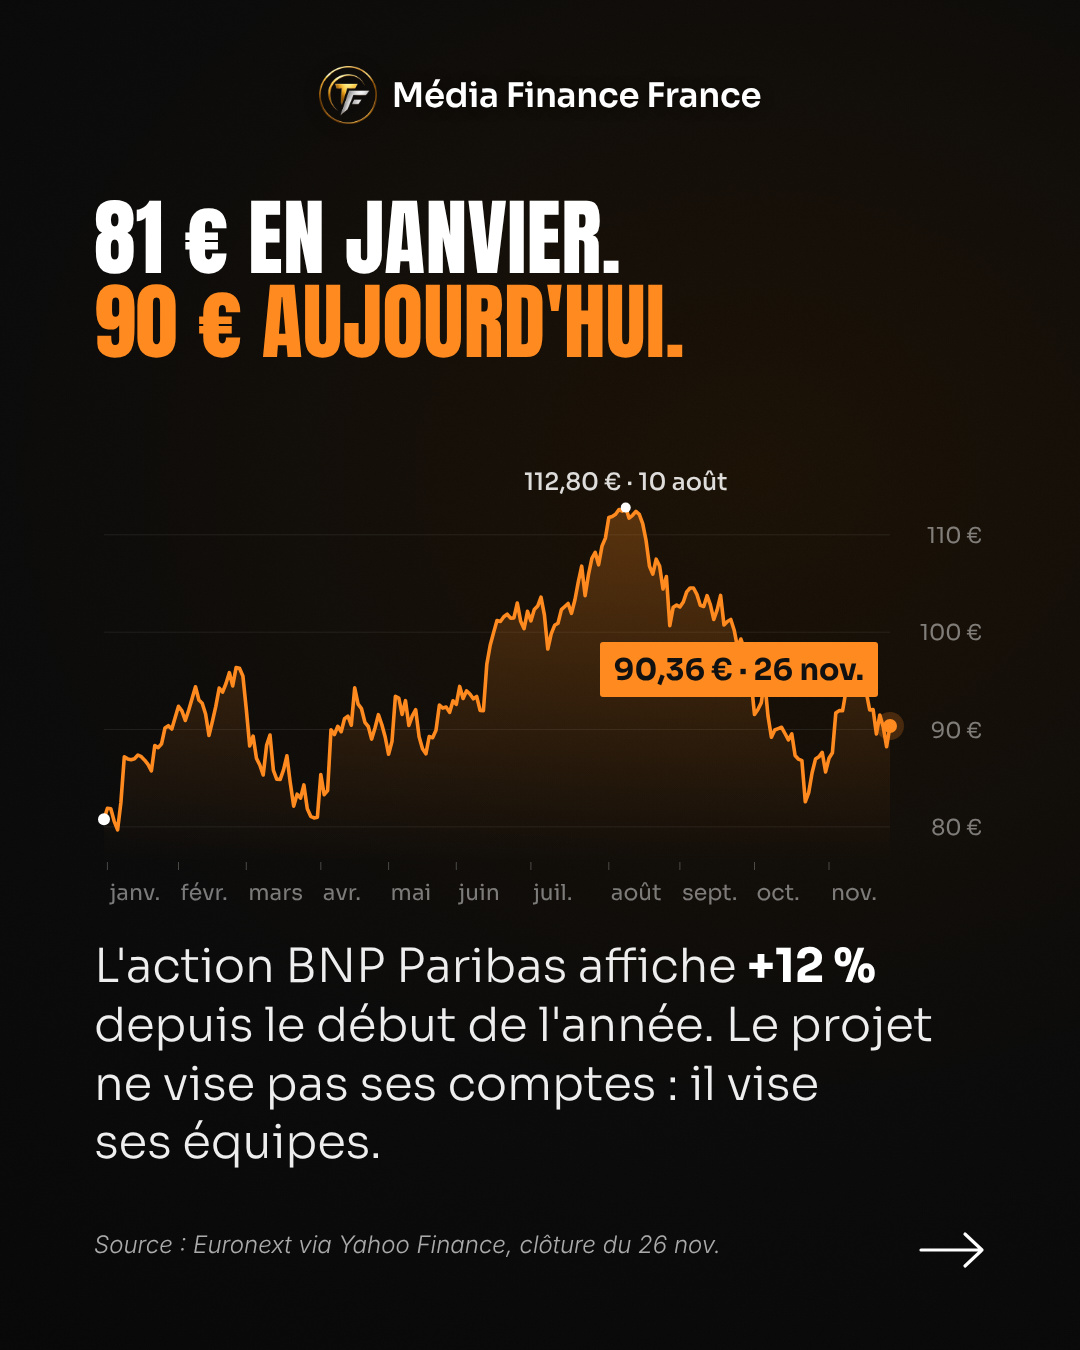 TF
Média Finance France
81 € EN JANVIER.
90 € AUJOURD'HUI.
112,80 € · 10 août
110 €
100 €
90,36 € · 26 nov.
90 €
80 €
janv. févr. mars avr. mai juin juil. août sept. oct. nov.
L'action BNP Paribas affiche +12 %
depuis le début de l'année. Le projet
ne vise pas ses comptes : il vise
ses équipes.
Source : Euronext via Yahoo Finance, clôture du 26 nov.